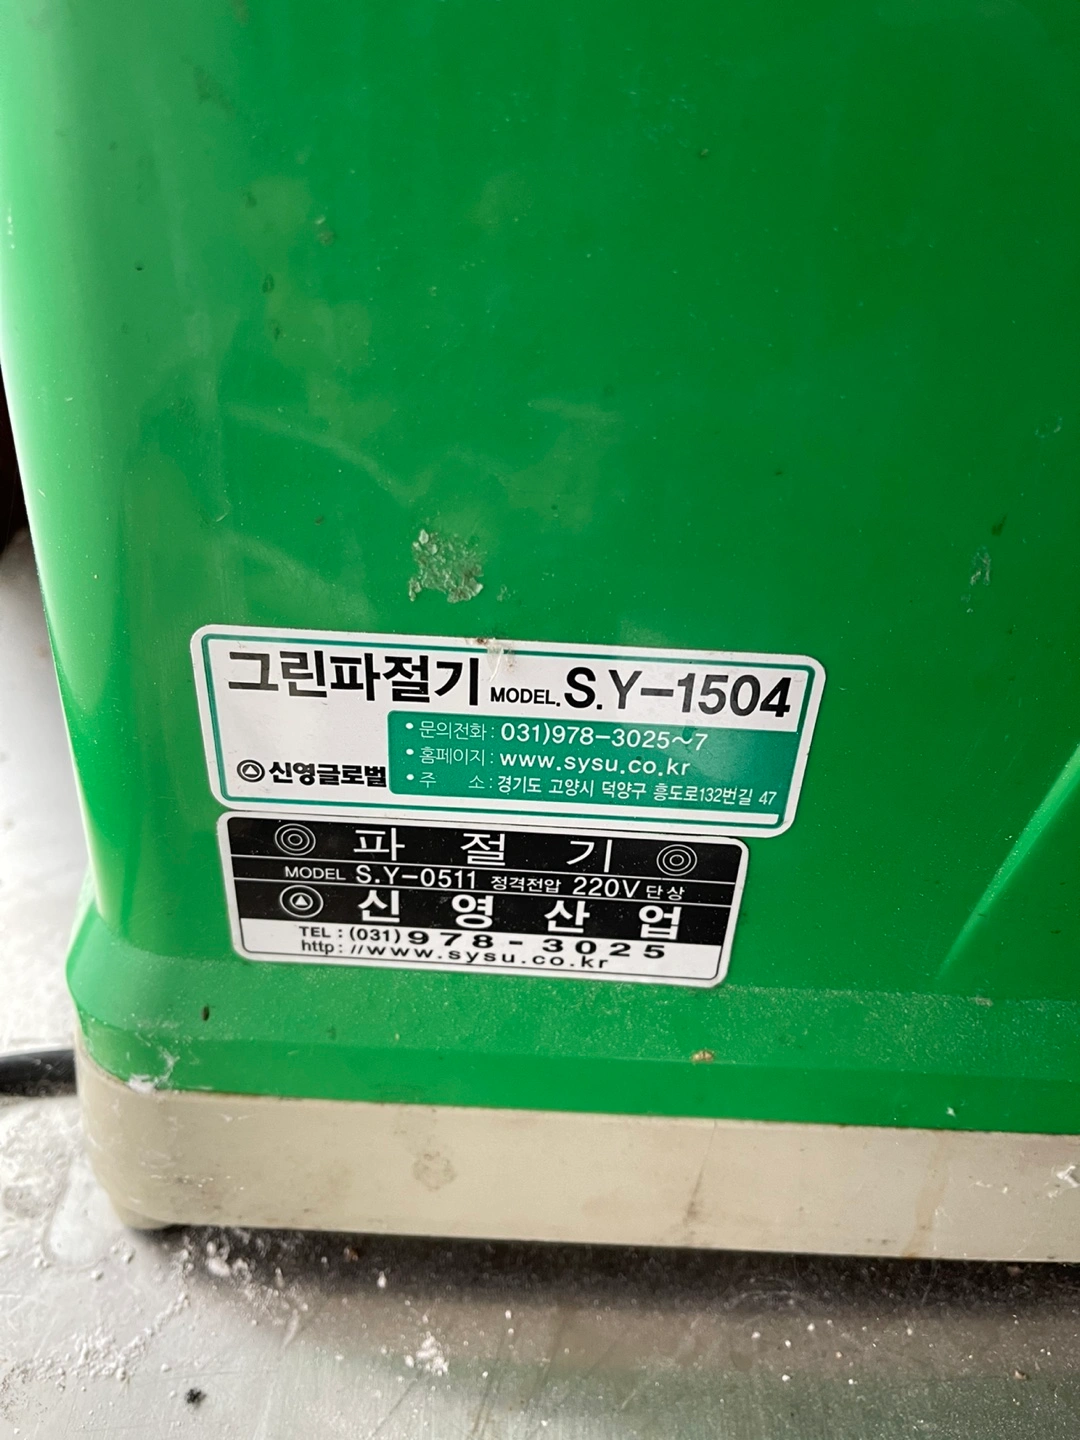 그린파절기 MODEL. S.Y-1504
• 문의전화 : 031)978-3025~7
• 홈페이지 : www.sysu.co.kr
신영글로벌 • 주 소 : 경기도 고양시 덕양구 흥도로132번길 47
파 절 기
MODEL S.Y-0511 정격전압 220V 단상
신 영 산 업
TEL : (031) 978-3025
http://www.sysu.co.kr